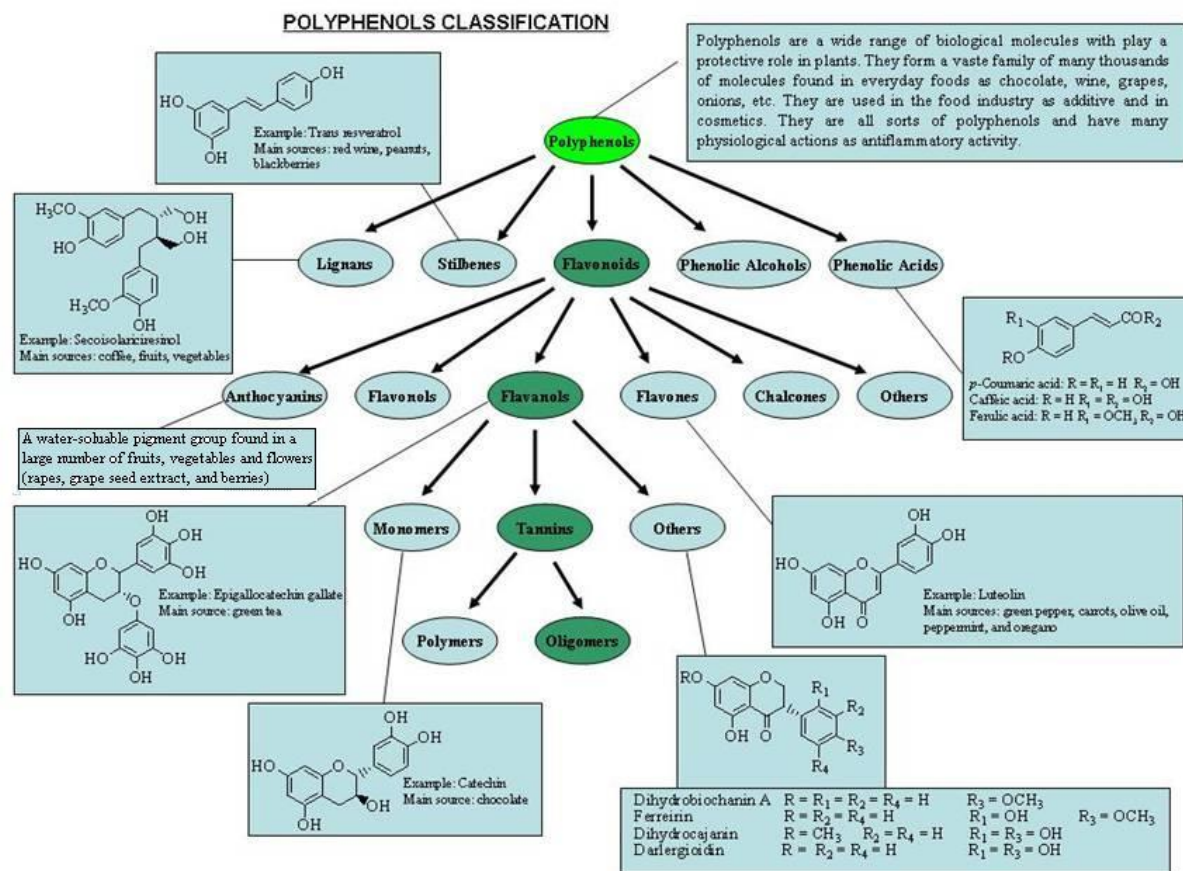 POLYPHENOLS CLASSIFICATION
Polyphenols are a wide range of biological molecules with play a
protective role in plants. They form a vaste family of many thousands
of molecules found in everyday foods as chocolate, wine, grapes,
onions, etc. They are used in the food industry as additive and in
cosmetics. They are all sorts of polyphenols and have many
physiological actions as antiflammatory activity.
OH
HO
OH
Example: Trans resveratrol
Main sources: red wine, peanuts,
blackberries
Polyphenols
H₃CO
OH
HO
OH
OCH₃
OH
Example: Secoisolariciresinol
Main sources: coffee, fruits, vegetables
Lignans
Stilbenes
Flavonoids
Phenolic Alcohols
Phenolic Acids
R₁
COR₂
RO
p-Coumaric acid: R = R₁ = H R₂ = OH
Caffeic acid: R = H R₁ = R₂ = OH
Ferulic acid: R = H R₁ = OCH₃ R₂ = OH
Anthocyanins
Flavonols
Flavanols
Flavones
Chalcones
Others
A water-soluable pigment group found in a
large number of fruits, vegetables and flowers
(rapes, grape seed extract, and berries)
Monomers
Tannins
Others
OH
OH
HO
O
OH
O
OH
OH
HO
OH
OH
Example: Epigallocatechin gallate
Main source: green tea
OH
OH
HO
O
OH
O
Example: Luteolin
Main sources: green pepper, carrots, olive oil,
peppermint, and oregano
Polymers
Oligomers
OH
OH
HO
O
HO
OH
Example: Catechin
Main source: chocolate
RO
O
R₁
R₂
OH
O
R₃
R₄
Dihydrobiochanin A R = R₁ = R₂ = R₄ = H R₃ = OCH₃
Ferreirin R = R₂ = R₄ = H R₁ = OH R₃ = OCH₃
Dihydrocajanin R = CH₃ R₂ = R₄ = H R₁ = R₃ = OH
Darlergioidin R = R₂ = R₄ = H R₁ = R₃ = OH